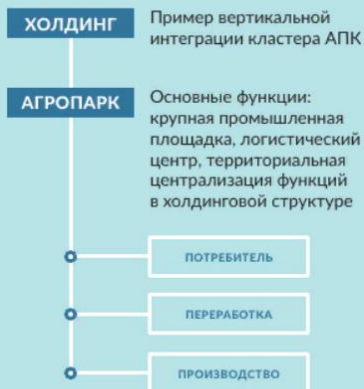 ХОЛДИНГ
Пример вертикальной
интеграции кластера АПК
АГРОПАРК
Основные функции:
крупная промышленная
площадка, логистический
центр, территориальная
централизация функций
в холдинговой структуре
ПОТРЕБИТЕЛЬ
ПЕРЕРАБОТКА
ПРОИЗВОДСТВО